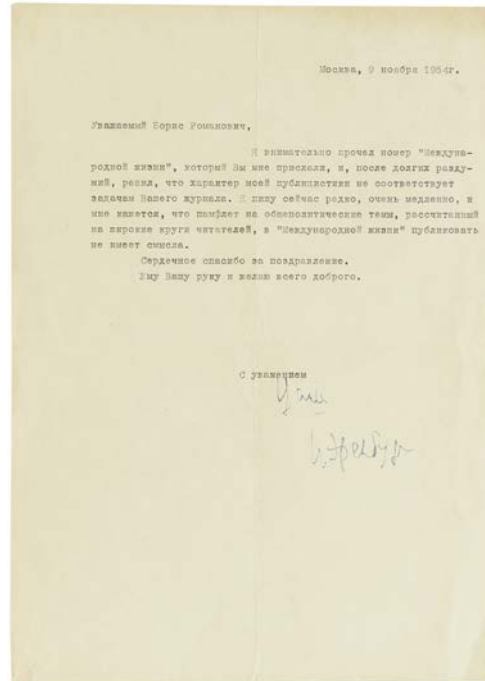 Москва, 9 ноября 1954г.
Уважаемый Борис Романович,
Я внимательно прочел номер "Междуна-
родной жизни", который Вы мне прислали, и, после долгих разду-
мий, решил, что характер моей публицистики не соответствует
задачам Вашего журнала. Я пишу сейчас редко, очень медленно, и
мне кажется, что памфлет на общеполитические темы, рассчитанный
на широкие круги читателей, в "Международной жизни" публиковать
не имеет смысла.
Сердечное спасибо за поздравление.
Жму Вашу руку и желаю всего доброго.
С уважением
И. Эренбург